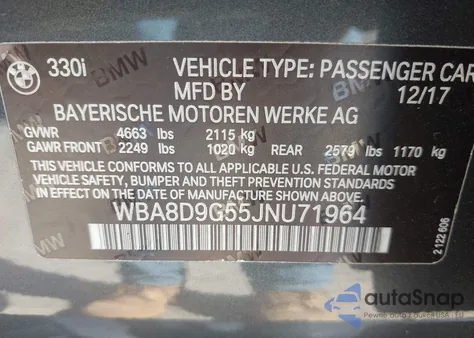 BMW 330i VEHICLE TYPE: PASSENGER CAR
MFD BY 12/17
BAYERISCHE MOTOREN WERKE AG
GVWR 4663 lbs 2115 kg
GAWR FRONT 2249 lbs 1020 kg REAR 2579 lbs 1170 kg
THIS VEHICLE CONFORMS TO ALL APPLICABLE U.S. FEDERAL MOTOR
VEHICLE SAFETY, BUMPER, AND THEFT PREVENTION STANDARDS IN
EFFECT ON THE DATE OF MANUFACTURE SHOWN ABOVE.
WBA8D9G55JNU71964
2 122 606
autoSnap